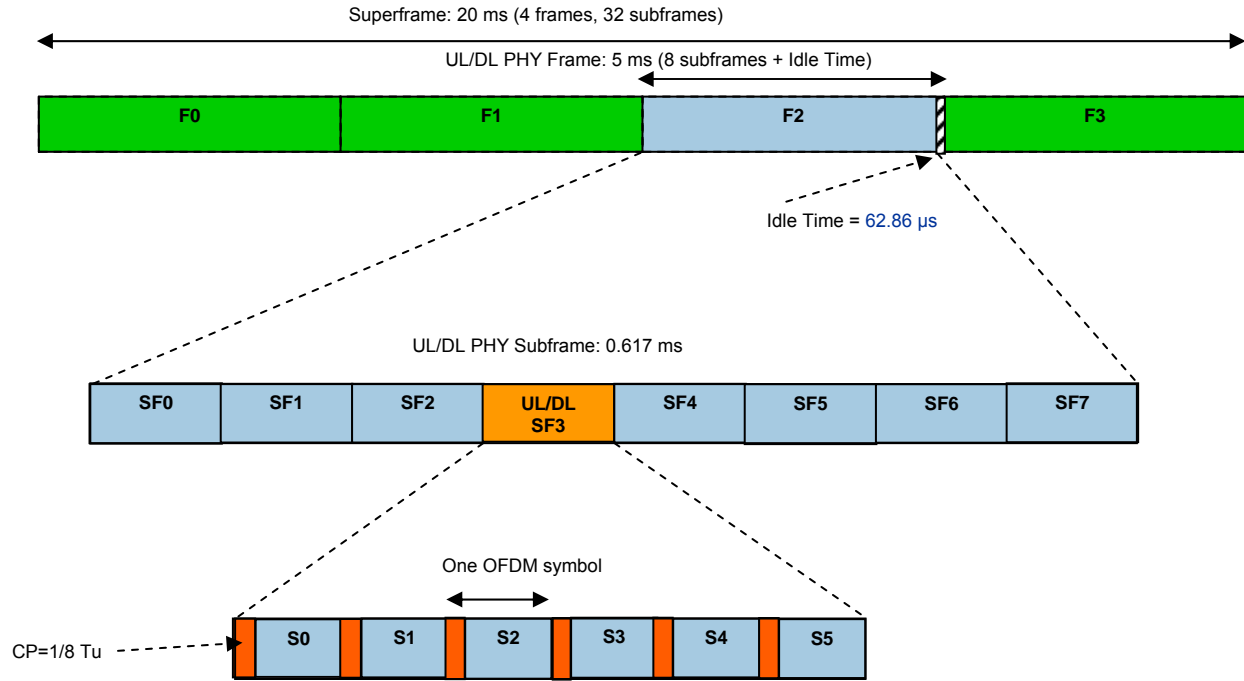 Superframe: 20 ms (4 frames, 32 subframes)
UL/DL PHY Frame: 5 ms (8 subframes + Idle Time)
F0 F1 F2 F3
Idle Time = 62.86 µs
UL/DL PHY Subframe: 0.617 ms
SF0 SF1 SF2 UL/DL SF4 SF5 SF6 SF7
SF3
One OFDM symbol
S0 S1 S2 S3 S4 S5
CP=1/8 Tu